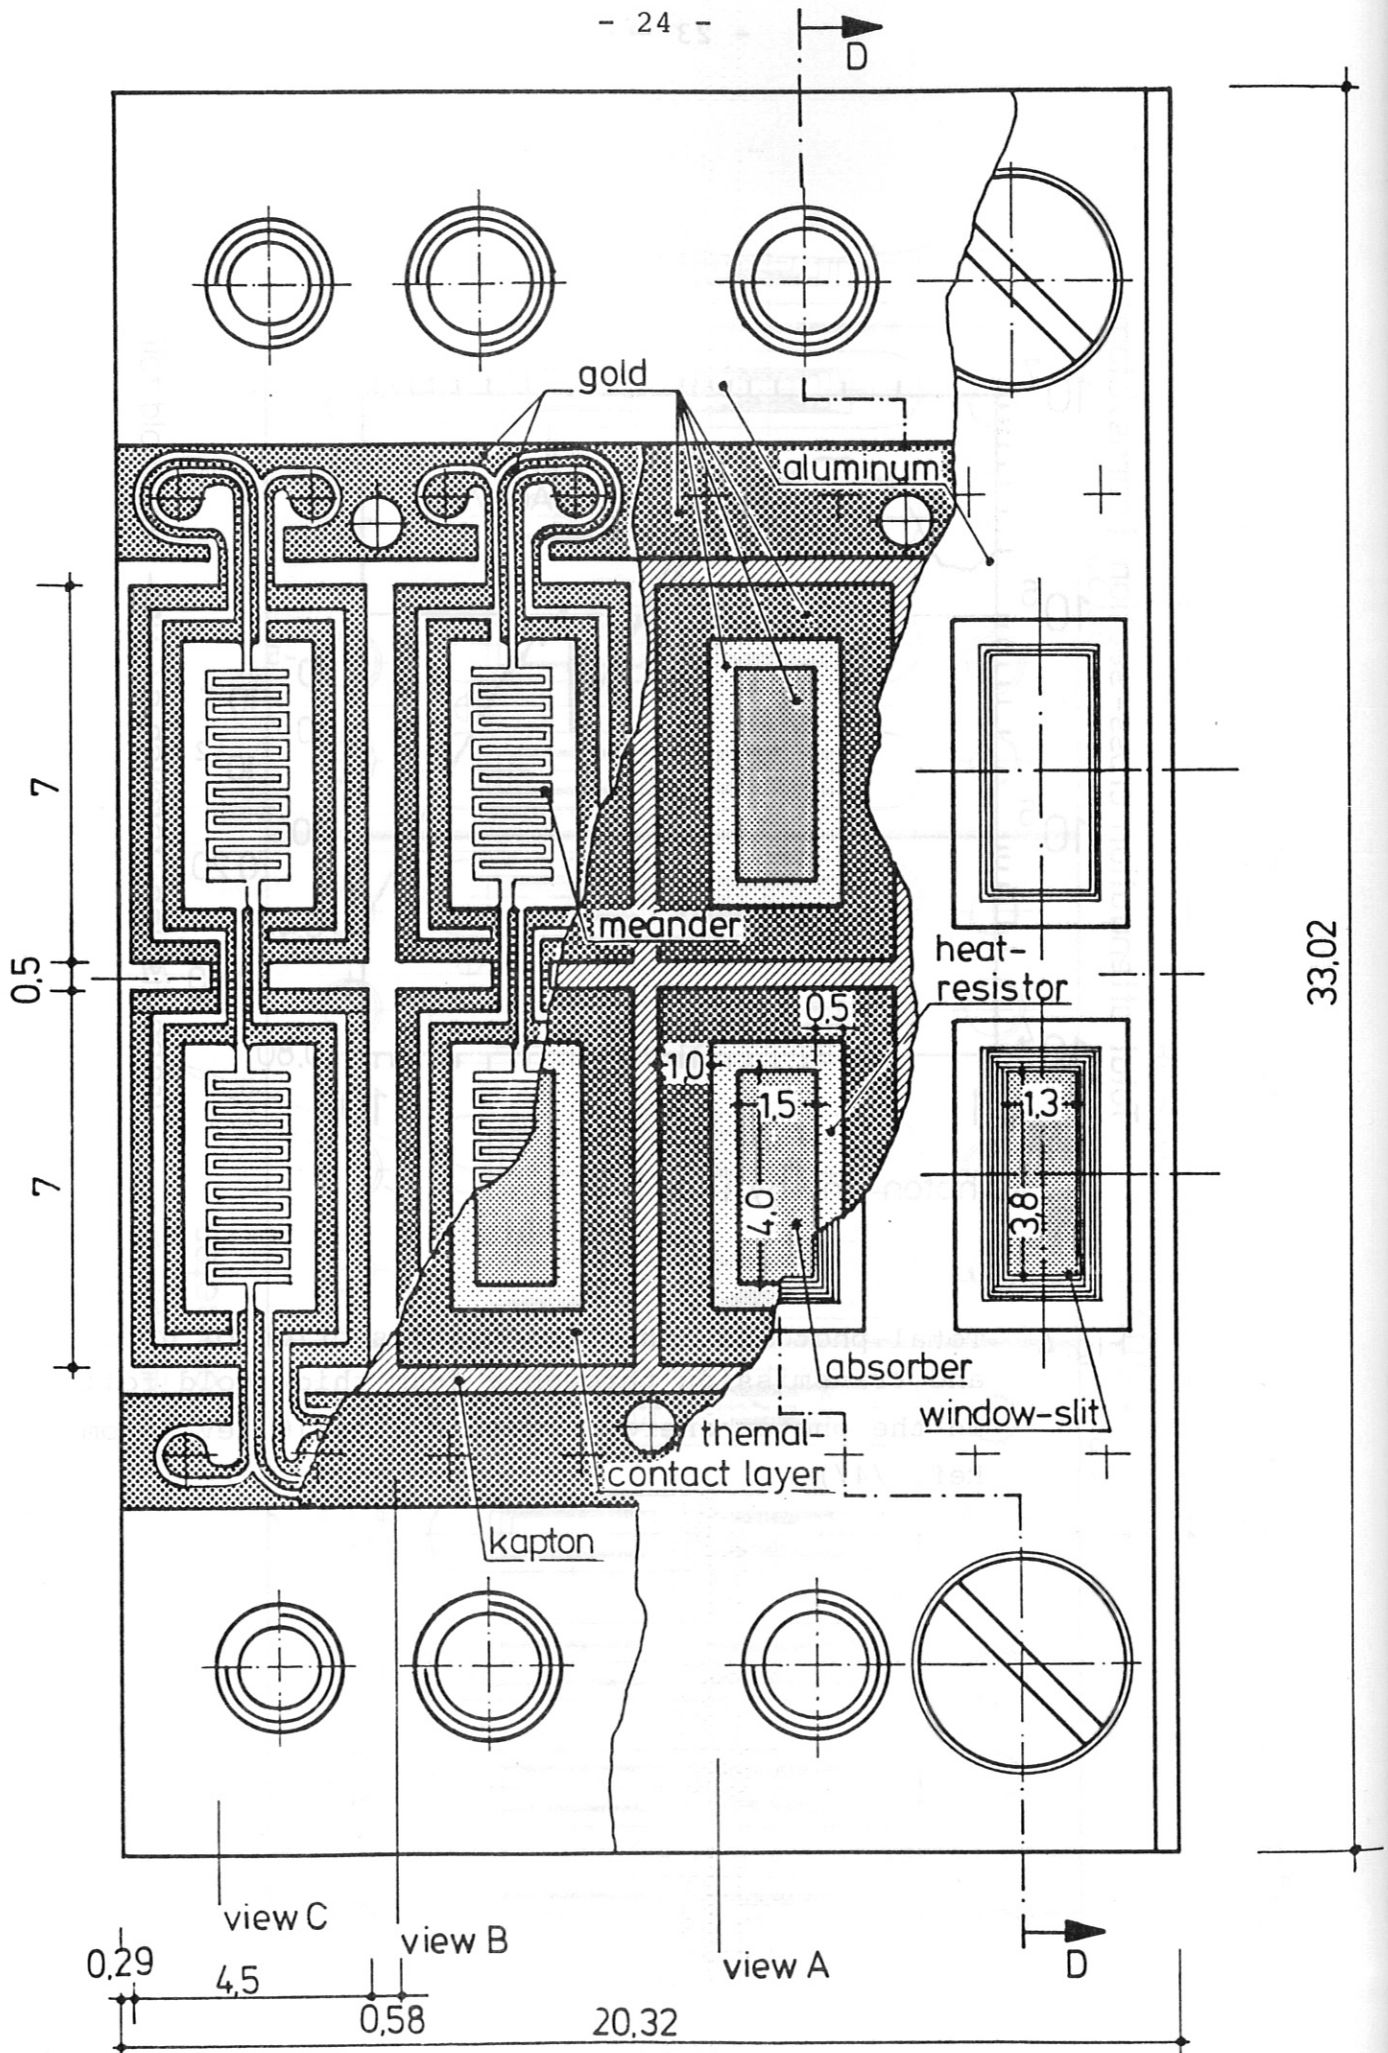 - 24 -
D
gold
aluminum
7
meander
heat-
resistor
0,5
0,5
1,0
1,5
1,3
33,02
7
4,0
3,8
absorber
window-slit
themal-
contact layer
kapton
view C
view B
view A
D
0,29
4,5
0,58
20,32